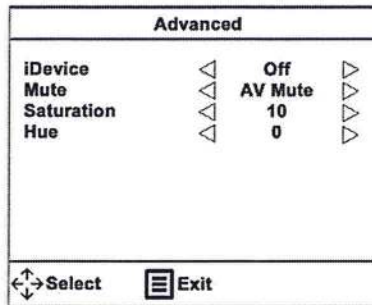 Advanced
iDevice Off
Mute AV Mute
Saturation 10
Hue 0
Select Exit